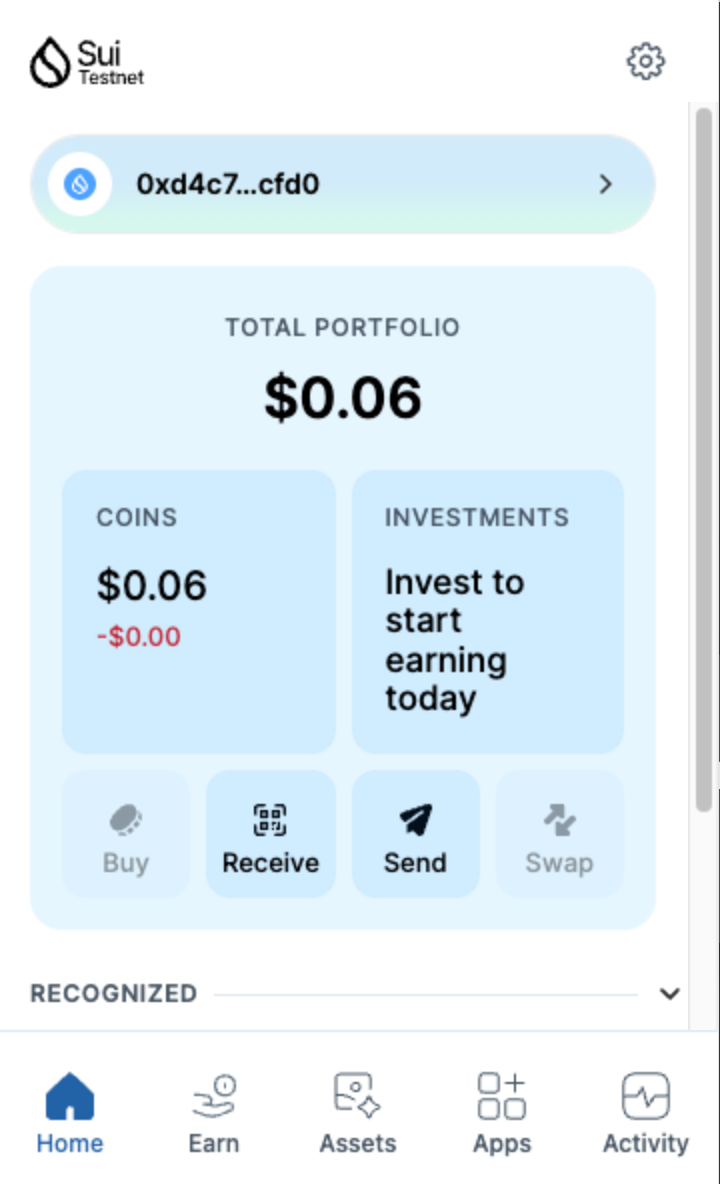 Sui
Testnet
0xd4c7...cfd0
TOTAL PORTFOLIO
$0.06
COINS
$0.06
-$0.00
INVESTMENTS
Invest to
start
earning
today
Buy
Receive
Send
Swap
RECOGNIZED
Home
Earn
Assets
Apps
Activity